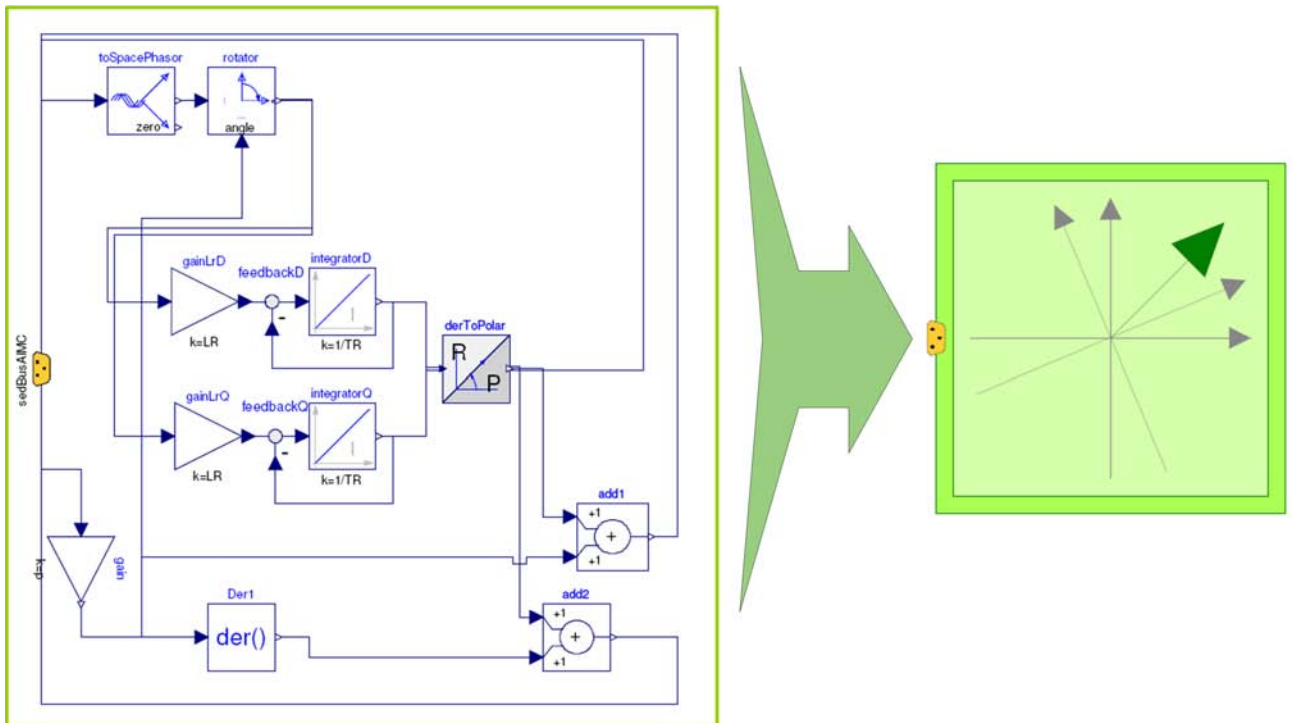 toSpacePhasor
rotator
zero
angle
gainLrD
feedbackD
integratorD
-
I
k=LR
k=1/TR
derToPolar
R
P
sedBusAIMC
gainLrQ
feedbackQ
integratorQ
-
I
k=LR
k=1/TR
add1
+1
+
+1
k=p
gain
Der1
der()
add2
+1
+
+1